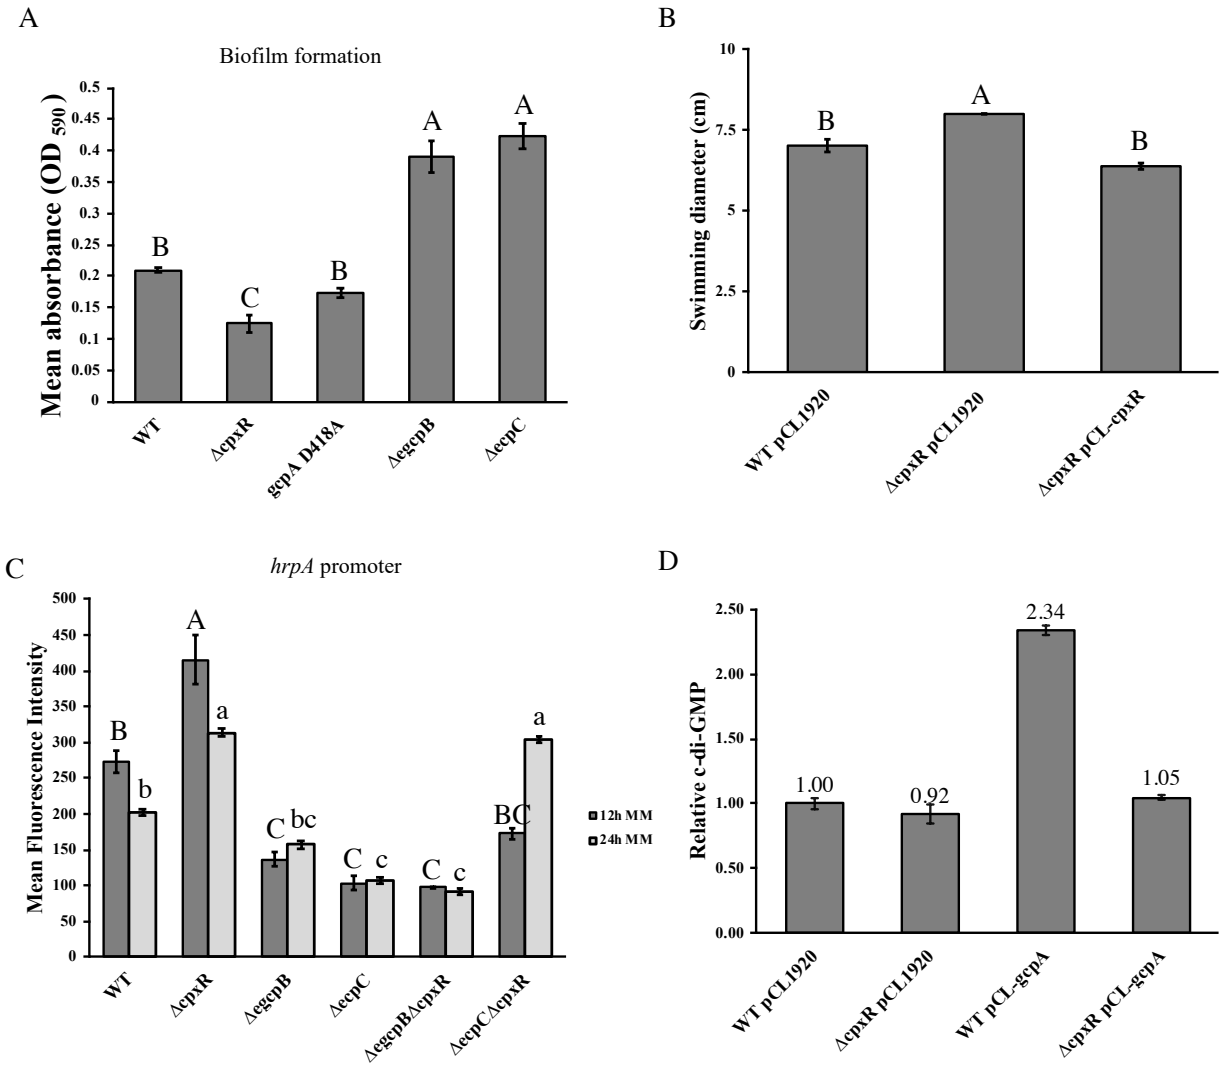 A
Biofilm formation
Mean absorbance (OD 590)
0.5
0.45
0.4
0.35
0.3
0.25
0.2
0.15
0.1
0.05
0
B
C
B
A
A
WT
ΔcpxR
gcpA D418A
ΔegcpB
ΔecpC
B
Swimming diameter (cm)
10
7.5
5
2.5
0
B
A
B
WT pCL1920
ΔcpxR pCL1920
ΔcpxR pCL-cpxR
C
hrpA promoter
Mean Fluorescence Intensity
500
450
400
350
300
250
200
150
100
50
0
B
b
A
a
C
bc
C
c
C
c
BC
a
12h MM
24h MM
WT
ΔcpxR
ΔegcpB
ΔecpC
ΔegcpBΔcpxR
ΔecpCΔcpxR
D
Relative c-di-GMP
2.50
2.00
1.50
1.00
0.50
0.00
1.00
0.92
2.34
1.05
WT pCL1920
ΔcpxR pCL1920
WT pCL-gcpA
ΔcpxR pCL-gcpA